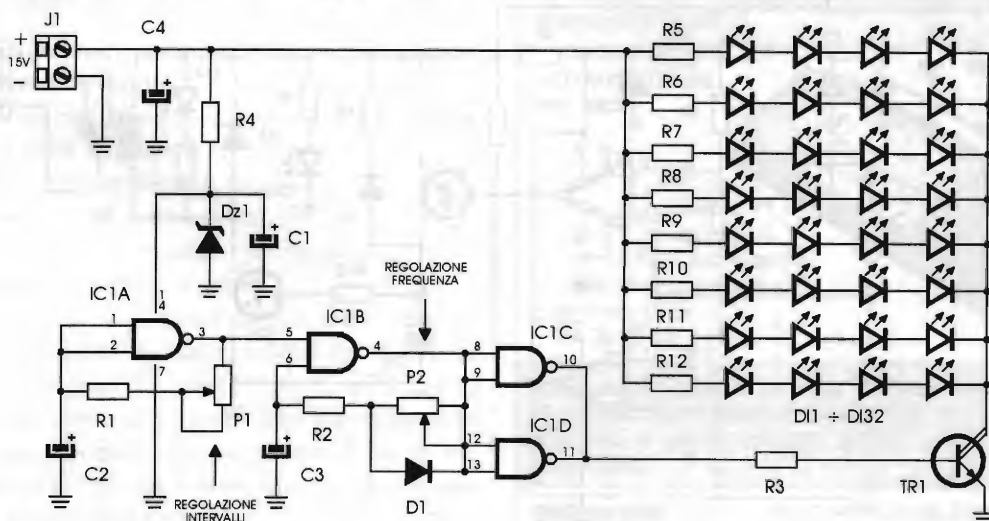 J1
C4
+
15V
−
R4
R5
R6
R7
R8
R9
R10
R11
R12
DI1 ÷ DI32
Dz1
+
C1
REGOLAZIONE
FREQUENZA
IC1A
1
4
1
2
3
7
R1
P1
+
C2
REGOLAZIONE
INTERVALLI
IC1B
5
6
4
R2
P2
+
C3
D1
IC1C
8
9
10
IC1D
12
13
11
R3
TR1
+